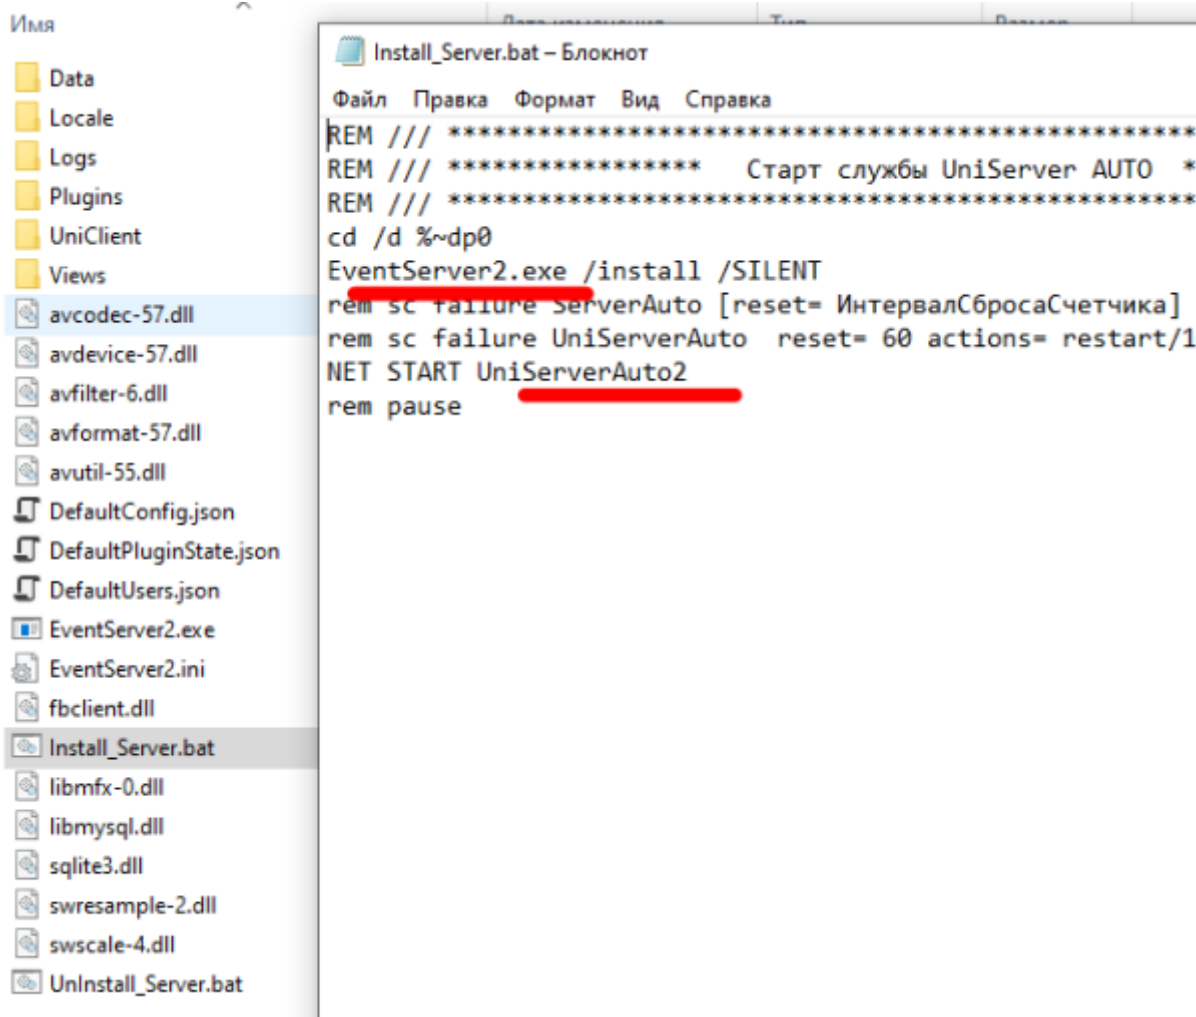 Имя
Дата изменения
Тип
Размер
Data
Locale
Logs
Plugins
UniClient
Views
avcodec-57.dll
avdevice-57.dll
avfilter-6.dll
avformat-57.dll
avutil-55.dll
DefaultConfig.json
DefaultPluginState.json
DefaultUsers.json
EventServer2.exe
EventServer2.ini
fbclient.dll
Install_Server.bat
libmfx-0.dll
libmysql.dll
sqlite3.dll
swresample-2.dll
swscale-4.dll
UnInstall_Server.bat
Install_Server.bat – Блокнот
Файл Правка Формат Вид Справка
REM /// **************************************************
REM /// ***************** Старт службы UniServer AUTO *
REM /// **************************************************
cd /d %~dp0
EventServer2.exe /install /SILENT
rem sc failure ServerAuto [reset= ИнтервалСбросаСчетчика]
rem sc failure UniServerAuto reset= 60 actions= restart/1
NET START UniServerAuto2
rem pause